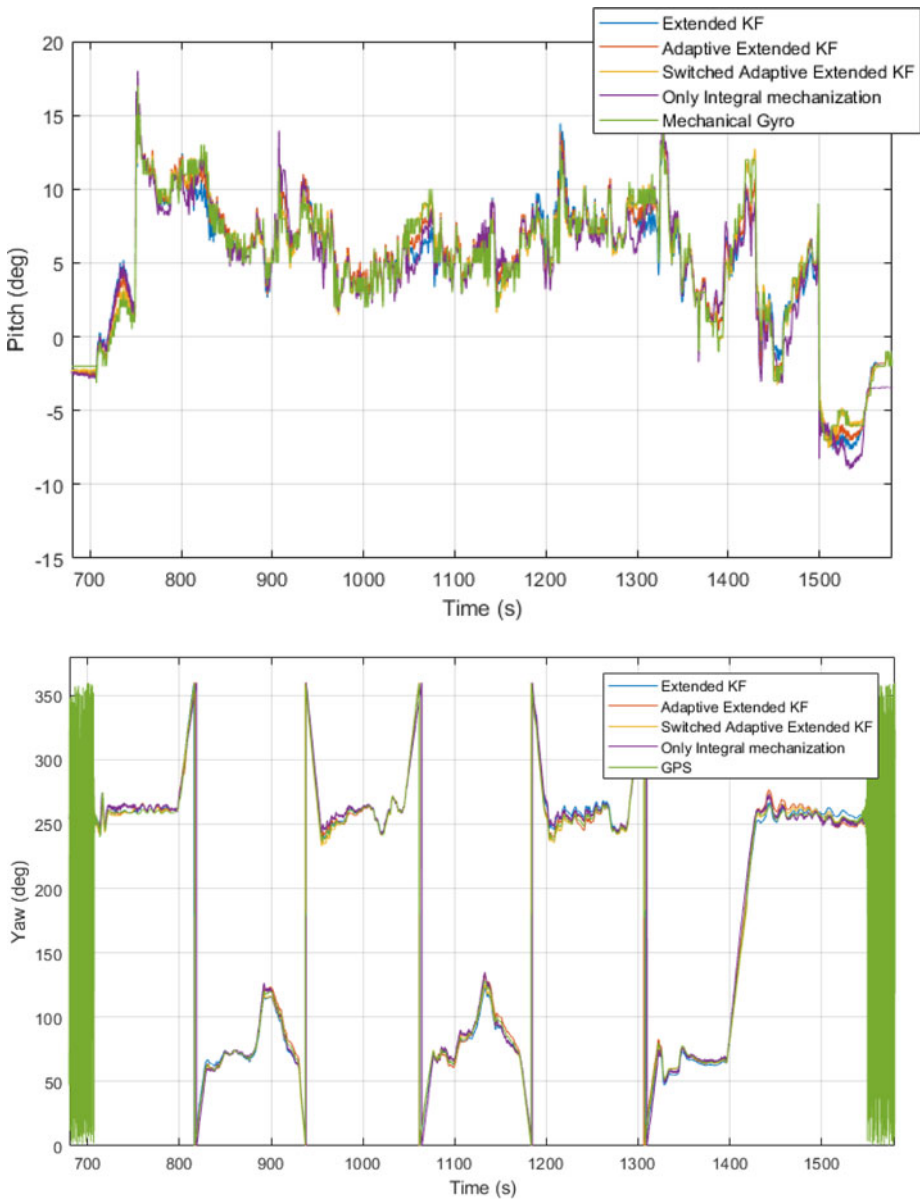 Extended KF
Adaptive Extended KF
Switched Adaptive Extended KF
Only Integral mechanization
Mechanical Gyro
20
15
10
5
0
-5
-10
-15
Pitch (deg)
700 800 900 1000 1100 1200 1300 1400 1500
Time (s)
Extended KF
Adaptive Extended KF
Switched Adaptive Extended KF
Only Integral mechanization
GPS
350
300
250
200
150
100
50
0
Yaw (deg)
700 800 900 1000 1100 1200 1300 1400 1500
Time (s)